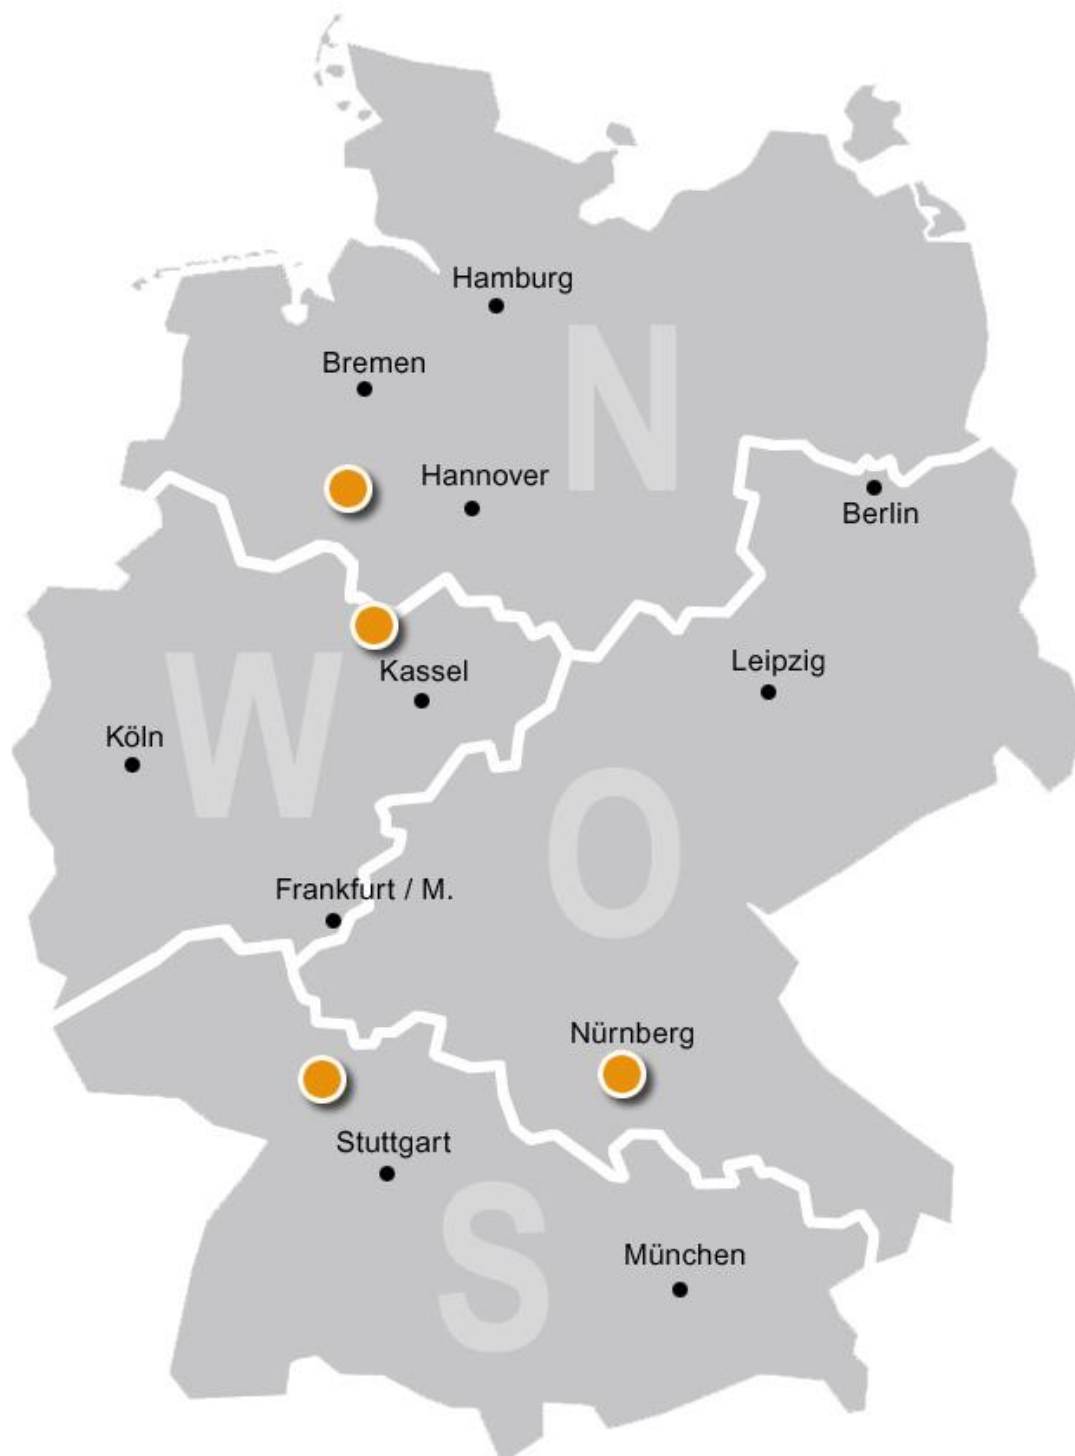 Hamburg
N
Bremen
Hannover
Berlin
Leipzig
Kassel
W
Köln
O
Frankfurt / M.
Nürnberg
Stuttgart
S
München